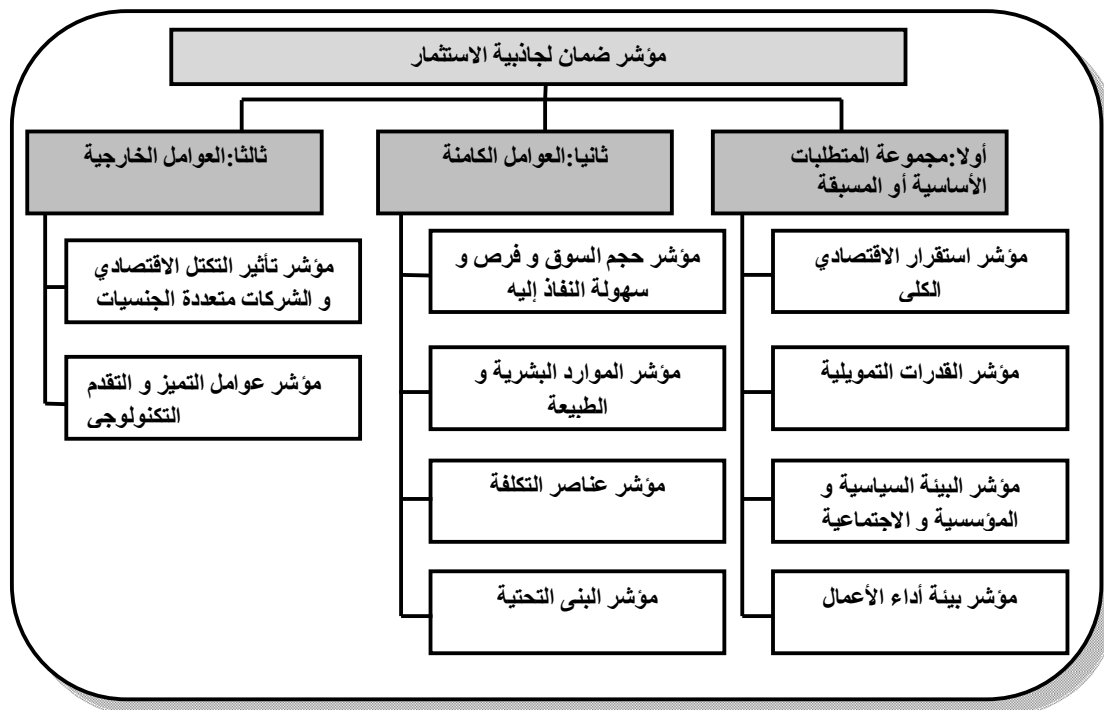 مؤشر ضمان لجاذبية الاستثمار
أولا:مجموعة المتطلبات
الأساسية أو المسبقة
ثانيا:العوامل الكامنة
ثالثا:العوامل الخارجية
مؤشر استقرار الاقتصادي
الكلى
مؤشر القدرات التمويلية
مؤشر البيئة السياسية و
المؤسسية و الاجتماعية
مؤشر بيئة أداء الأعمال
مؤشر حجم السوق و فرص و
سهولة النفاذ إليه
مؤشر الموارد البشرية و
الطبيعة
مؤشر عناصر التكلفة
مؤشر البنى التحتية
مؤشر تأثير التكتل الاقتصادي
و الشركات متعددة الجنسيات
مؤشر عوامل التميز و التقدم
التكنولوجى